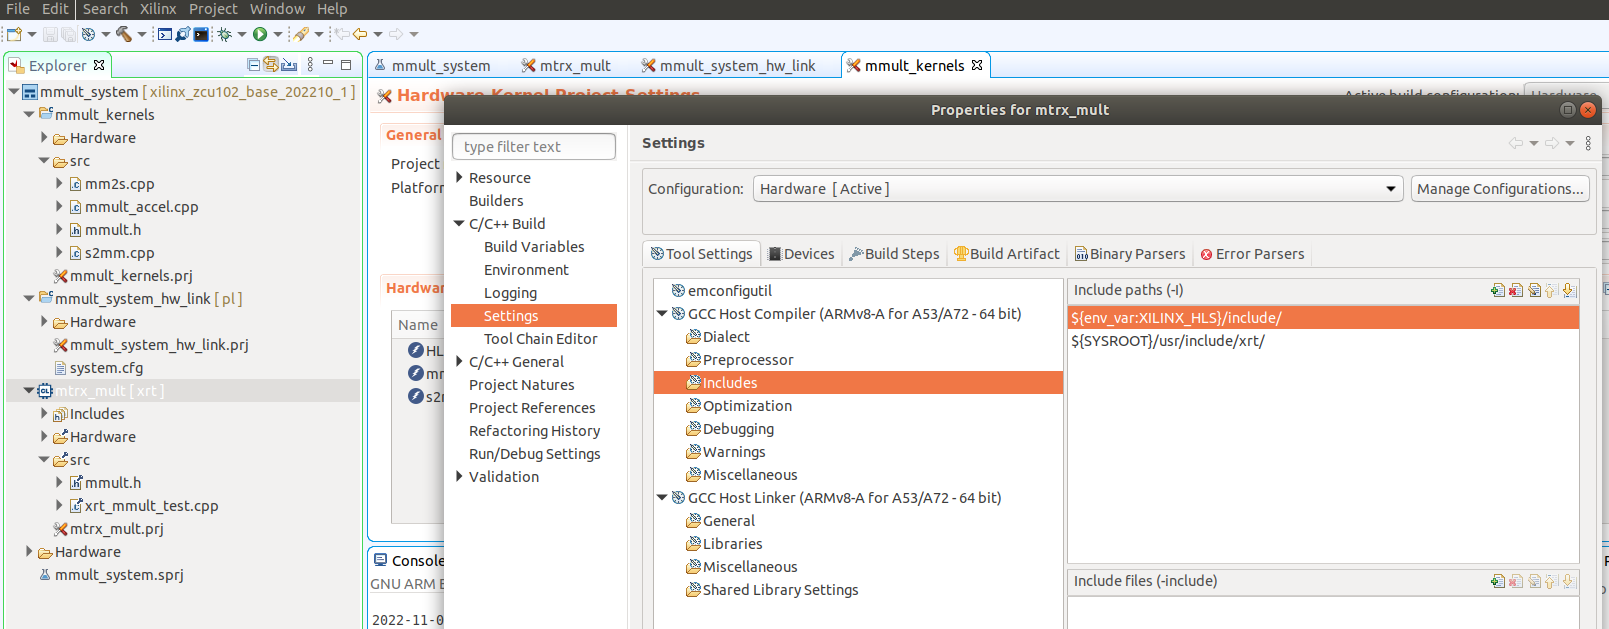 File Edit Search Xilinx Project Window Help
Explorer
mmult_system [ xilinx_zcu102_base_202210_1 ]
mmult_kernels
Hardware
src
mm2s.cpp
mmult_accel.cpp
mmult.h
s2mm.cpp
mmult_kernels.prj
mmult_system_hw_link [ pl ]
Hardware
mmult_system_hw_link.prj
system.cfg
mtrx_mult [ xrt ]
Includes
Hardware
src
mmult.h
xrt_mmult_test.cpp
mtrx_mult.prj
Hardware
mmult_system.sprj
mmult_system mtrx_mult mmult_system_hw_link mmult_kernels
Hardware Kernel Project Settings
Active build configuration: Hardware
General
Project
Platfor
Hardwar
Name
HL
mr
s2r
Console
GNU ARM E
2022-11-0
Properties for mtrx_mult
type filter text
Resource
Builders
C/C++ Build
Build Variables
Environment
Logging
Settings
Tool Chain Editor
C/C++ General
Project Natures
Project References
Refactoring History
Run/Debug Settings
Validation
Settings
Configuration: Hardware [ Active ] Manage Configurations...
Tool Settings Devices Build Steps Build Artifact Binary Parsers Error Parsers
emconfigutil
GCC Host Compiler (ARMv8-A for A53/A72 - 64 bit)
Dialect
Preprocessor
Includes
Optimization
Debugging
Warnings
Miscellaneous
GCC Host Linker (ARMv8-A for A53/A72 - 64 bit)
General
Libraries
Miscellaneous
Shared Library Settings
Include paths (-I)
${env_var:XILINX_HLS}/include/
${SYSROOT}/usr/include/xrt/
Include files (-include)